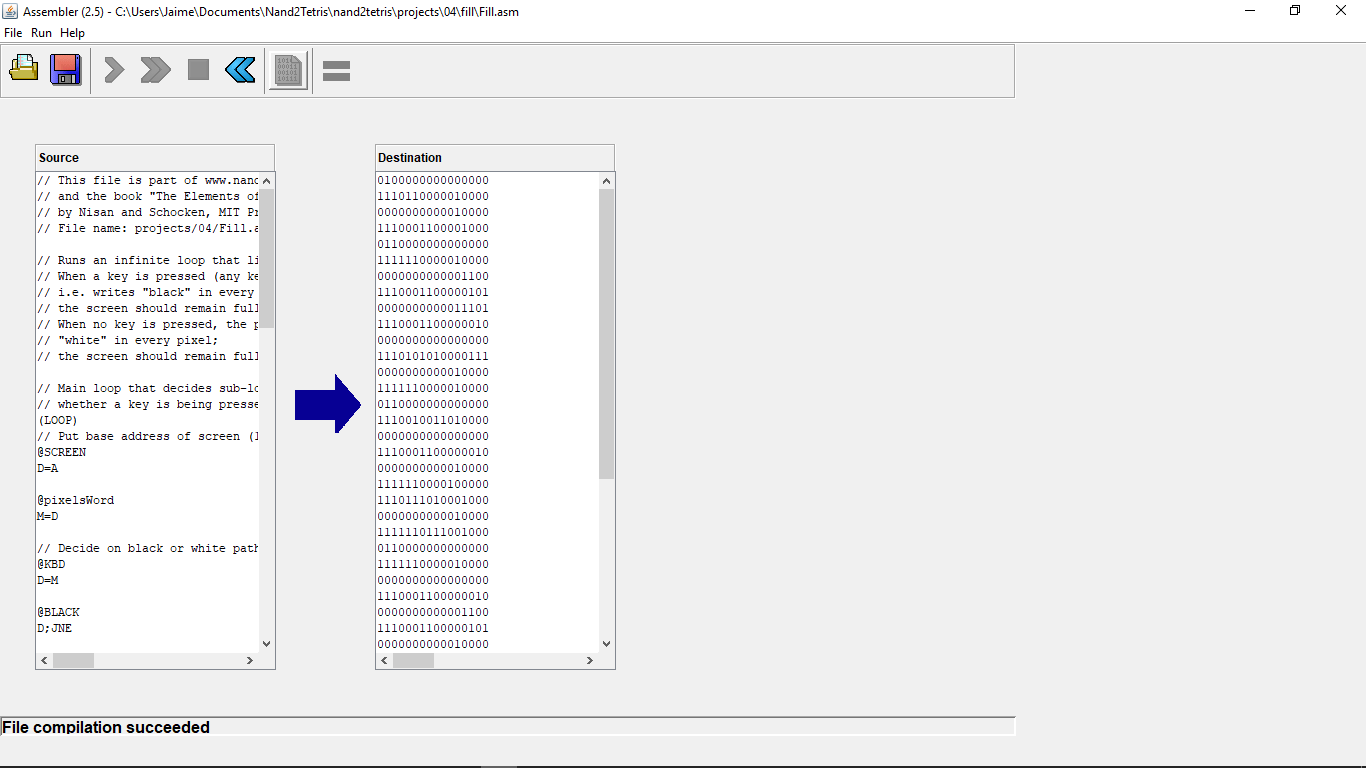 Assembler (2.5) - C:\Users\Jaime\Documents\Nand2Tetris\nand2tetris\projects\04\fill\Fill.asm
File Run Help
Source
// This file is part of www.nand
// and the book "The Elements of
// by Nisan and Schocken, MIT Pr
// File name: projects/04/Fill.a
// Runs an infinite loop that li
// When a key is pressed (any ke
// i.e. writes "black" in every
// the screen should remain full
// When no key is pressed, the p
// "white" in every pixel;
// the screen should remain full
// Main loop that decides sub-lo
// whether a key is being presse
(LOOP)
// Put base address of screen (1
@SCREEN
D=A
@pixelsWord
M=D
// Decide on black or white path
@KBD
D=M
@BLACK
D;JNE
Destination
0100000000000000
1110110000010000
0000000000010000
1110001100001000
0110000000000000
1111110000010000
0000000000001100
1110001100000101
0000000000011101
1110001100000010
0000000000000000
1110101010000111
0000000000010000
1111110000010000
0110000000000000
1110010011010000
0000000000000000
1110001100000010
0000000000010000
1111110000100000
1110111010001000
0000000000010000
1111110111001000
0110000000000000
1111110000010000
0000000000000000
1110001100000010
0000000000001100
1110001100000101
0000000000010000
File compilation succeeded